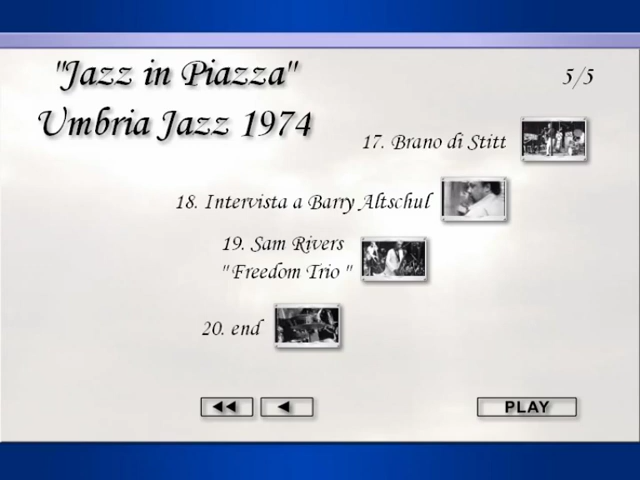 "Jazz in Piazza"
Umbria Jazz 1974
5/5
17. Brano di Stitt
18. Intervista a Barry Altschul
19. Sam Rivers
"Freedom Trio "
20. end
PLAY